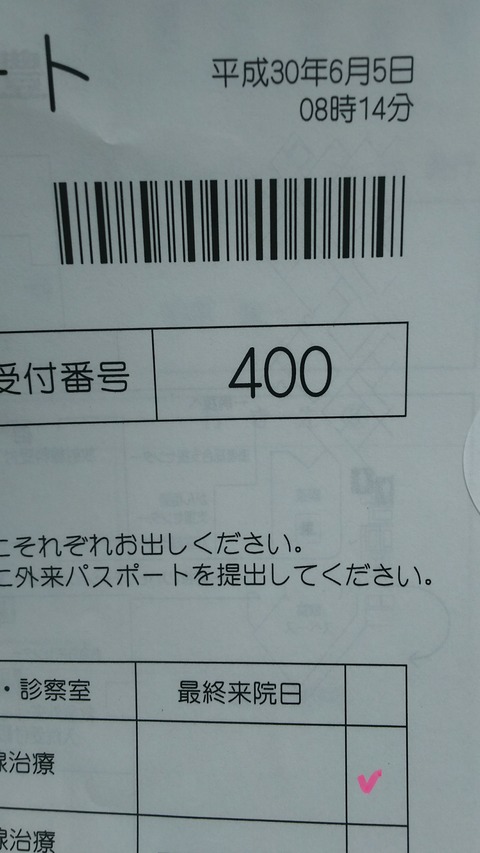 ート
平成30年6月5日
08時14分
受付番号 400
にそれぞれお出しください。
に外来パスポートを提出してください。
・診察室 最終来院日
線治療
線治療